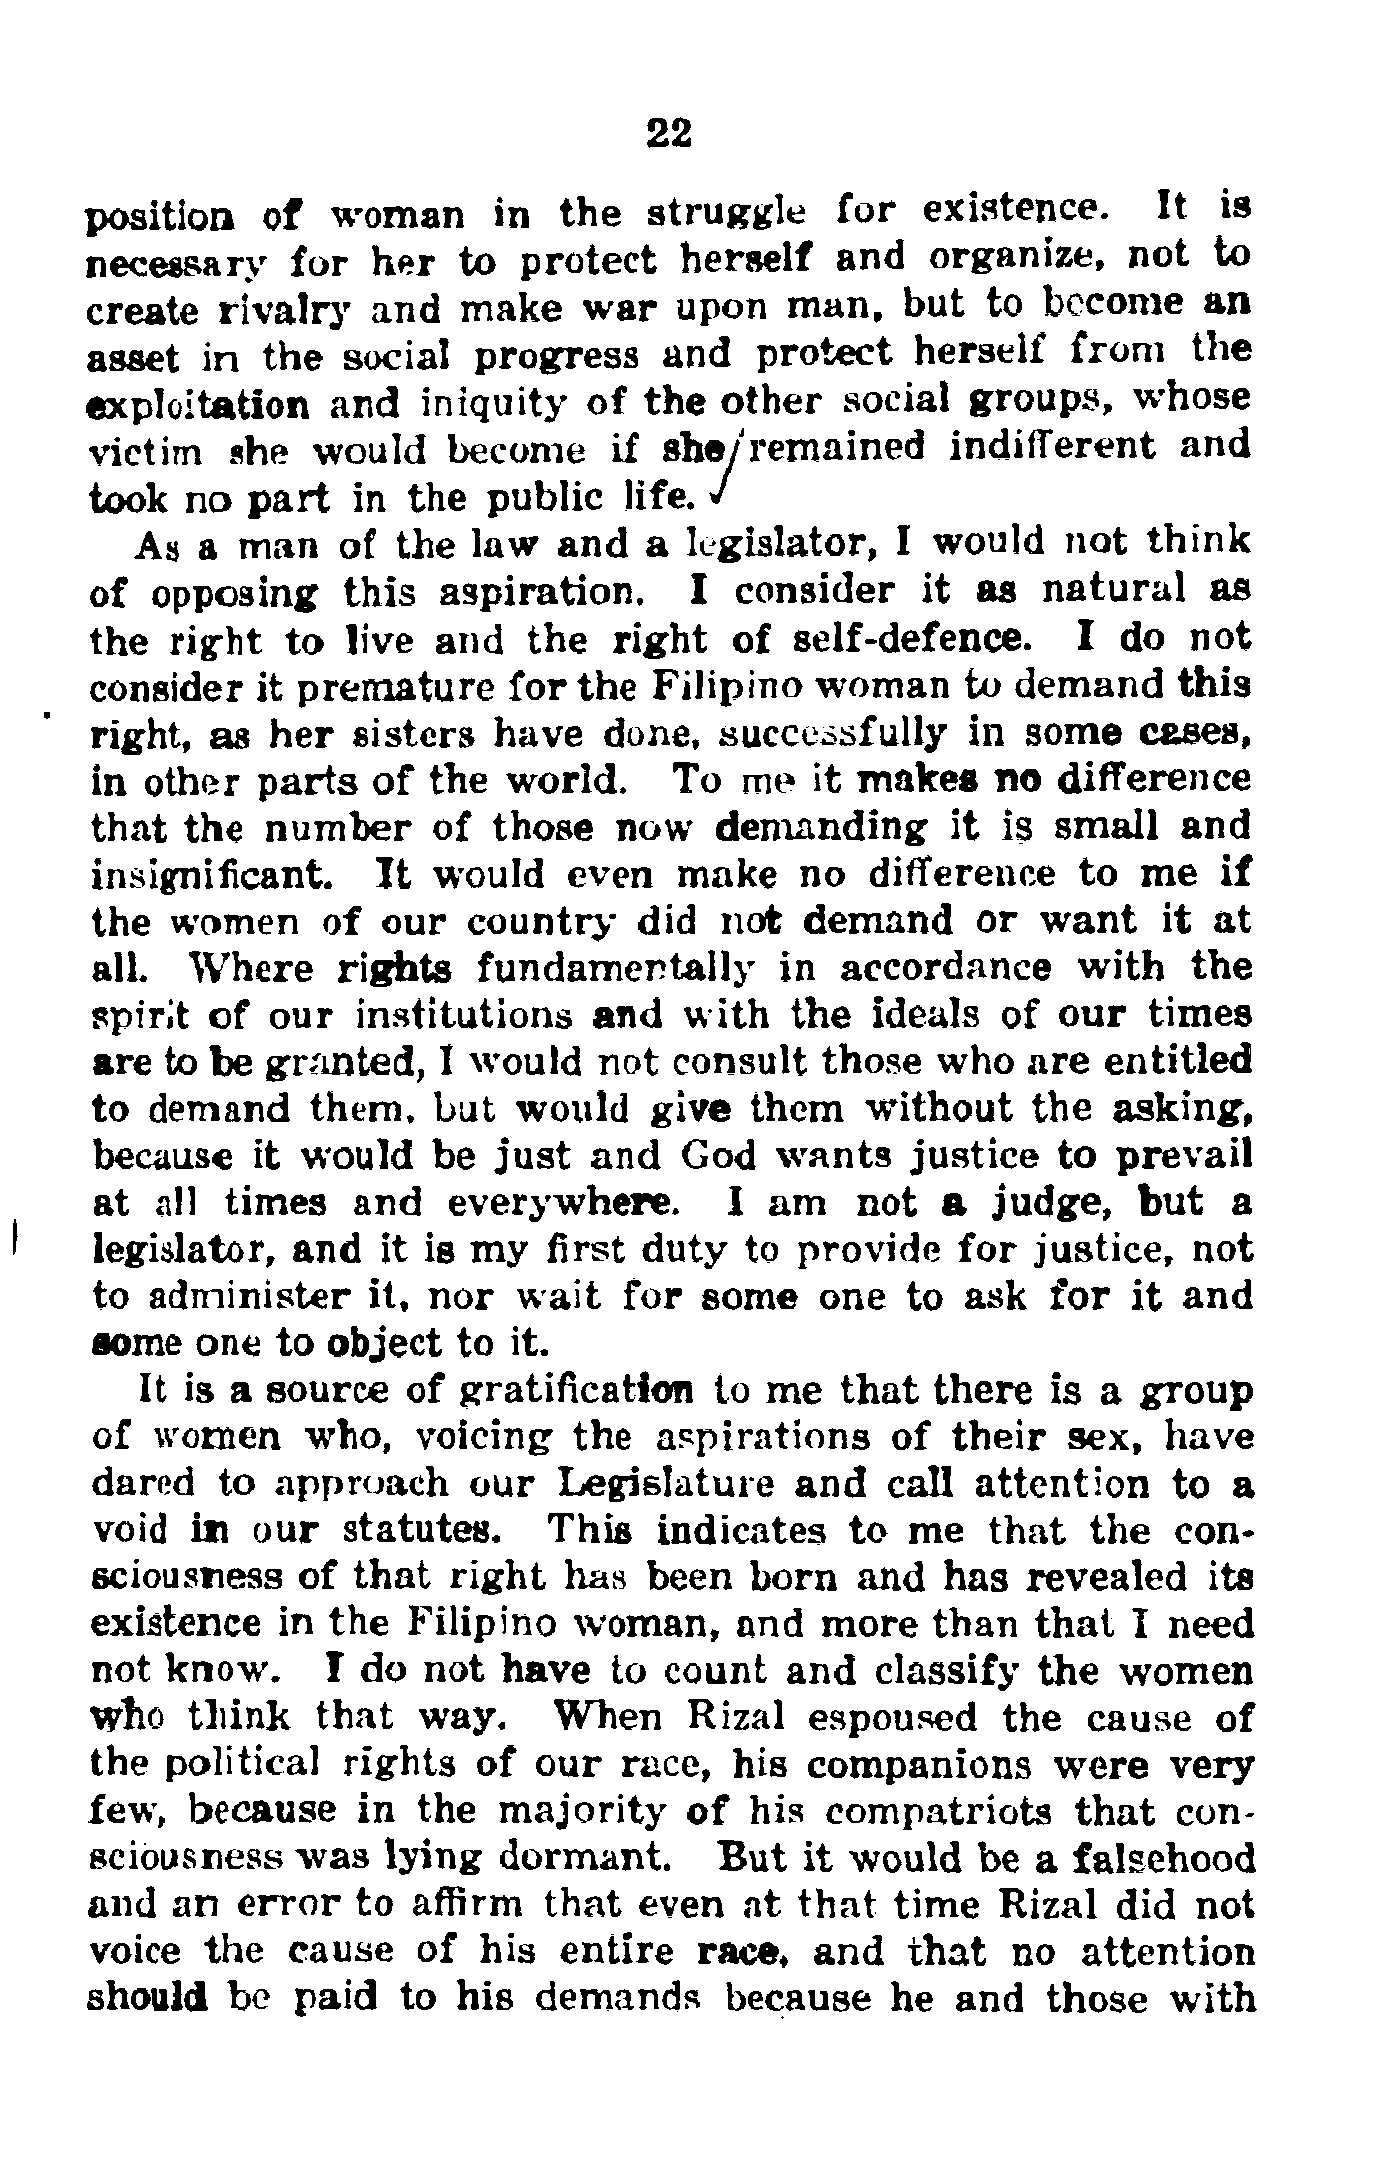 22
position of woman in the struggle for existence. It is
necessary for her to protect herself and organize, not to
create rivalry and make war upon man, but to become an
asset in the social progress and protect herself from the
exploitation and iniquity of the other social groups, whose
victim she would become if she remained indifferent and
took no part in the public life.
As a man of the law and a legislator, I would not think
of opposing this aspiration. I consider it as natural as
the right to live and the right of self-defence. I do not
consider it premature for the Filipino woman to demand this
right, as her sisters have done, successfully in some cases,
in other parts of the world. To me it makes no difference
that the number of those now demanding it is small and
insignificant. It would even make no difference to me if
the women of our country did not demand or want it at
all. Where rights fundamentally in accordance with the
spirit of our institutions and with the ideals of our times
are to be granted, I would not consult those who are entitled
to demand them, but would give them without the asking,
because it would be just and God wants justice to prevail
at all times and everywhere. I am not a judge, but a
legislator, and it is my first duty to provide for justice, not
to administer it, nor wait for some one to ask for it and
some one to object to it.
It is a source of gratification to me that there is a group
of women who, voicing the aspirations of their sex, have
dared to approach our Legislature and call attention to a
void in our statutes. This indicates to me that the con-
sciousness of that right has been born and has revealed its
existence in the Filipino woman, and more than that I need
not know. I do not have to count and classify the women
who think that way. When Rizal espoused the cause of
the political rights of our race, his companions were very
few, because in the majority of his compatriots that con-
sciousness was lying dormant. But it would be a falsehood
and an error to affirm that even at that time Rizal did not
voice the cause of his entire race, and that no attention
should be paid to his demands because he and those with